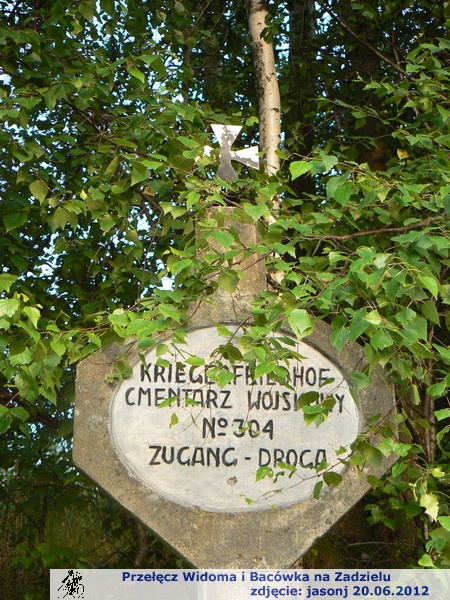 KRIEGERFRIEDHOF
CMENTARZ WOJSKOWY
No 304
ZUGANG - DROGA
Przełęcz Widoma i Bacówka na Zadzielu
zdjęcie: jasonj 20.06.2012